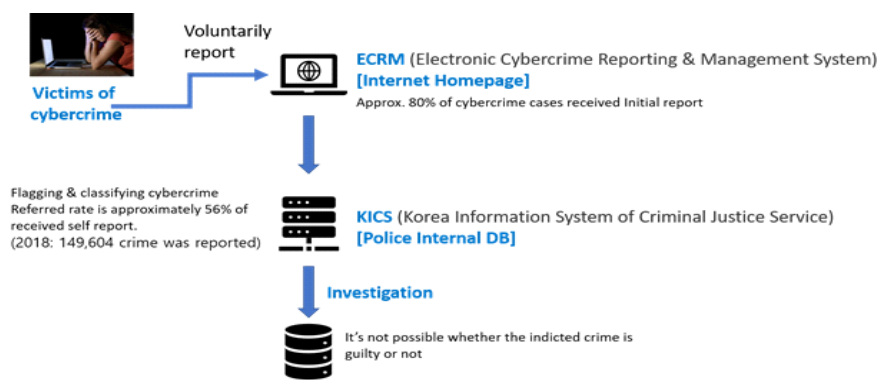 Voluntarily
report
Victims of
cybercrime
ECRM (Electronic Cybercrime Reporting & Management System)
[Internet Homepage]
Approx. 80% of cybercrime cases received Initial report
Flagging & classifying cybercrime
Referred rate is approximately 56% of
received self report.
(2018: 149,604 crime was reported)
KICS (Korea Information System of Criminal Justice Service)
[Police Internal DB]
Investigation
It's not possible whether the indicted crime is
guilty or not